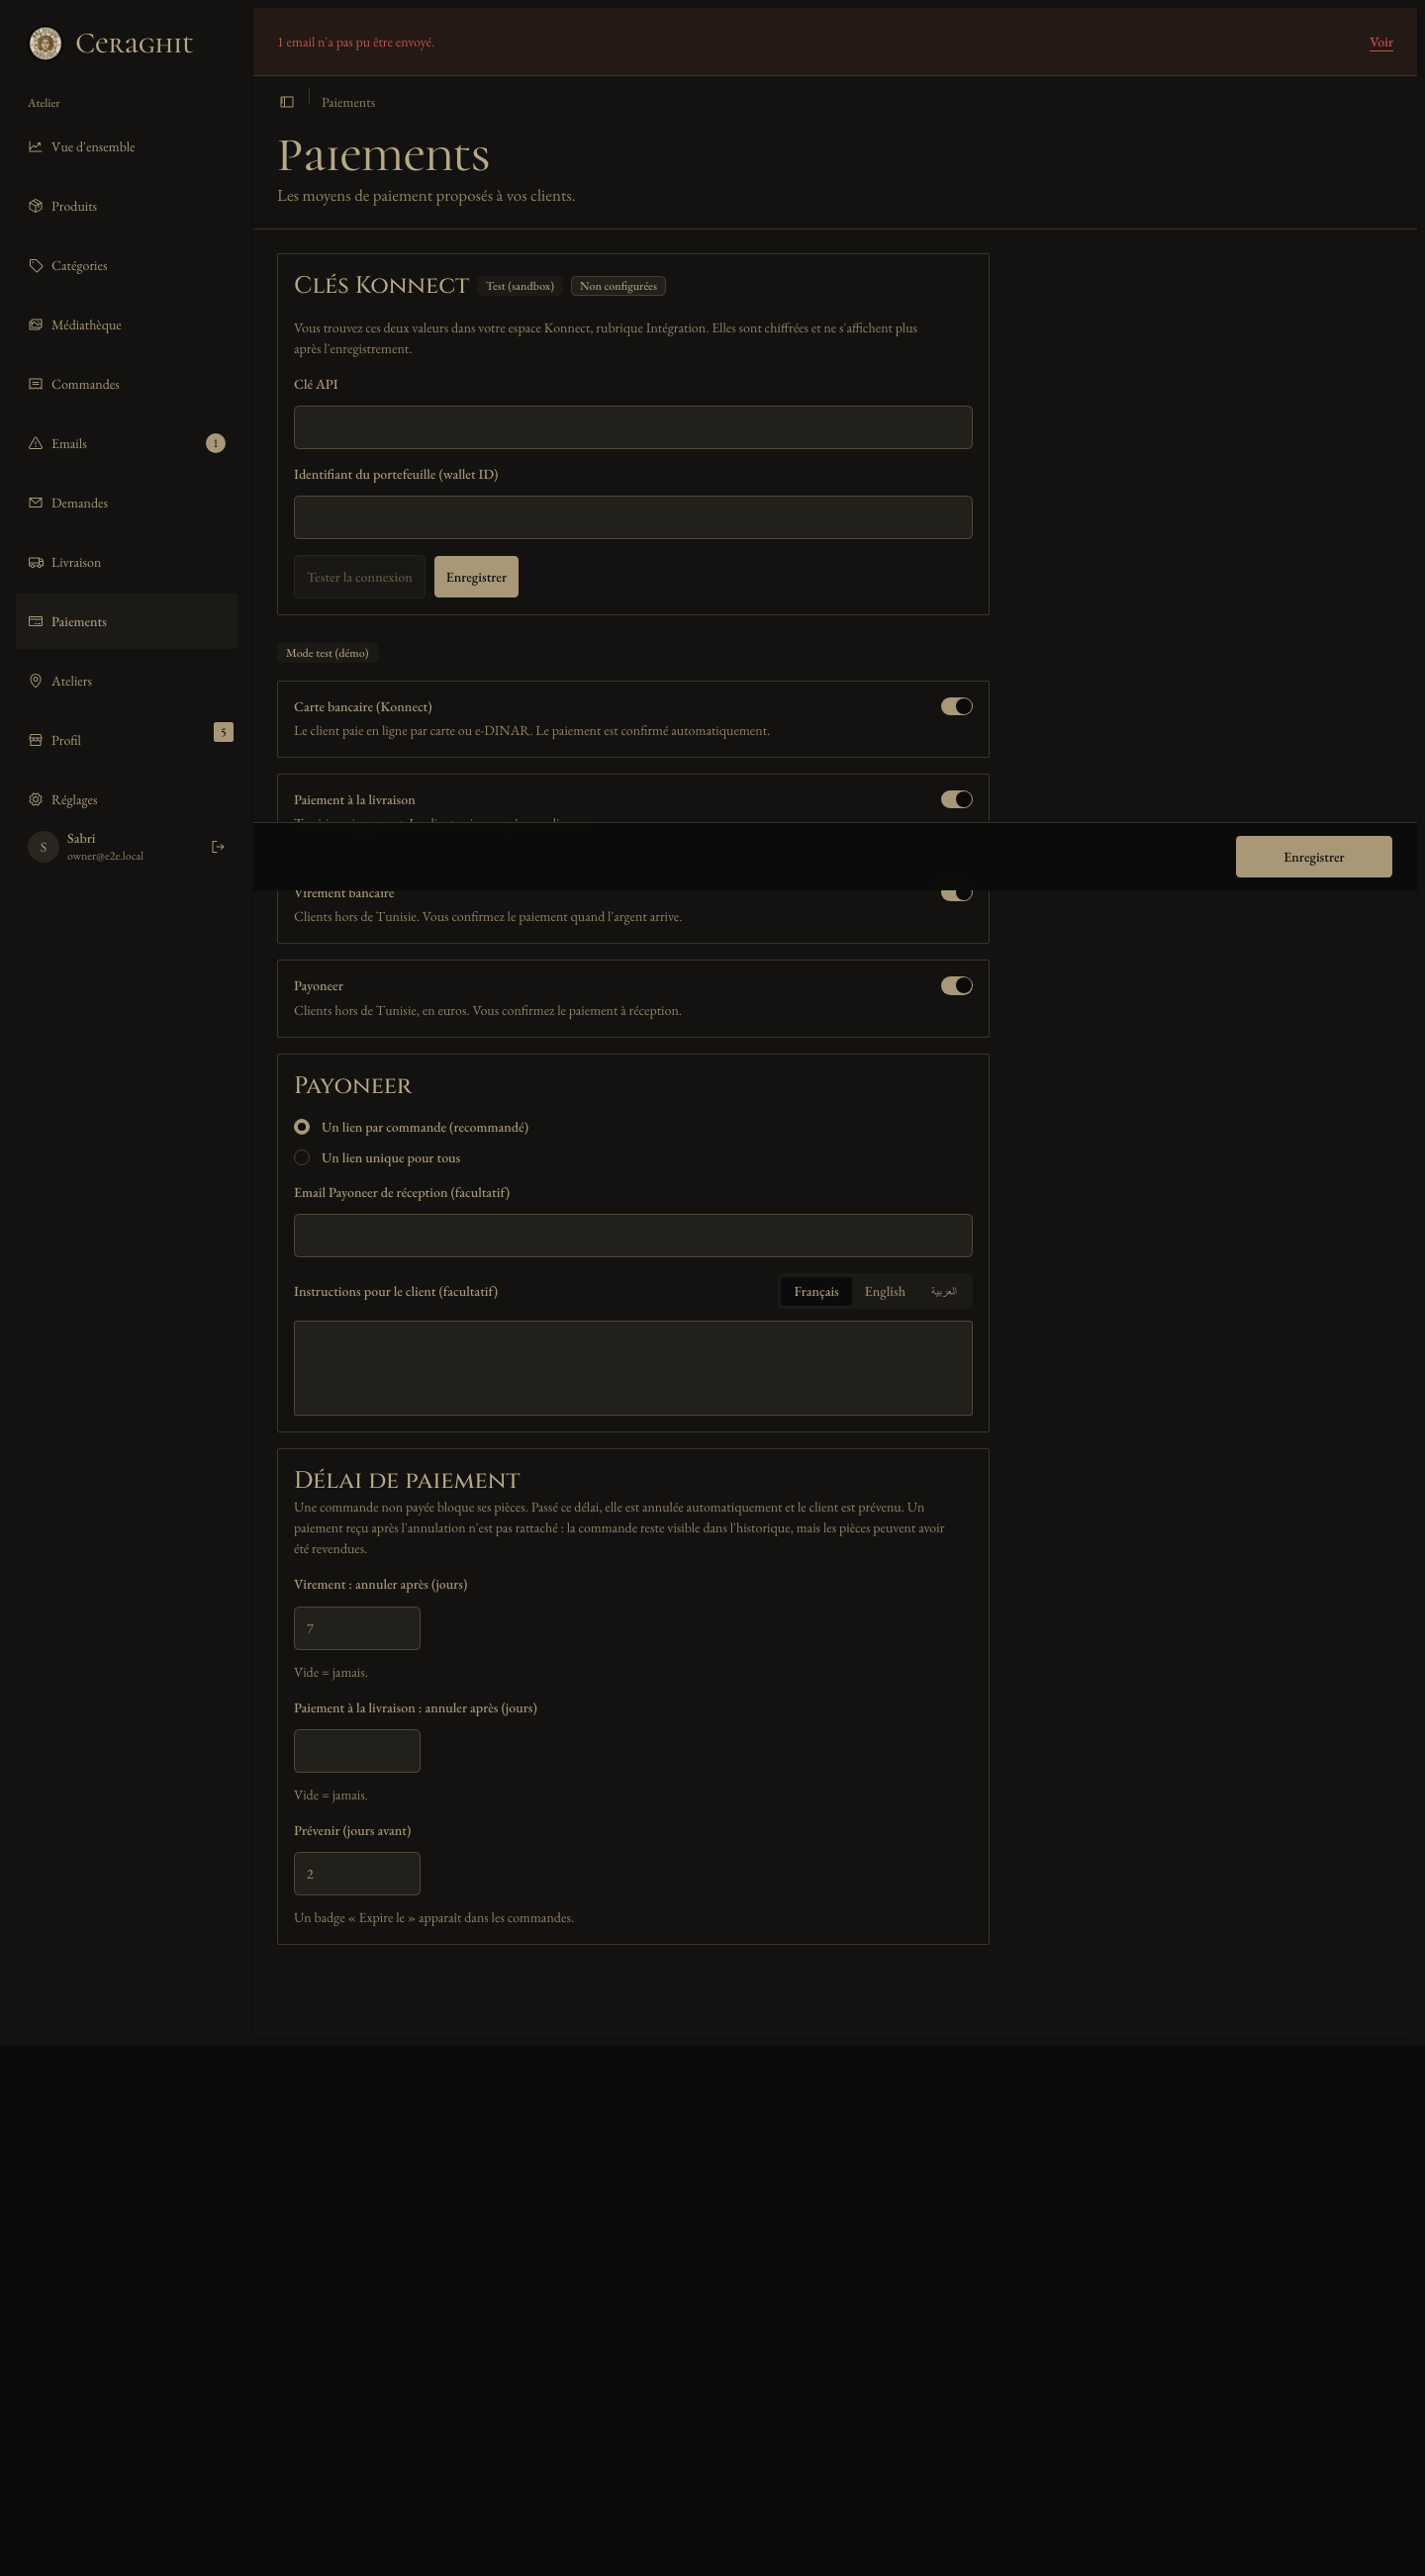 Ceraghit
Atelier
Vue d'ensemble
Produits
Catégories
Médiathèque
Commandes
Emails
1
Demandes
Livraison
Paiements
Ateliers
Profil
5
Réglages
S
Sabri
owner@e2e.local
1 email n'a pas pu être envoyé.
Voir
Paiements
Paiements
Les moyens de paiement proposés à vos clients.
Clés Konnect
Test (sandbox)
Non configurées
Vous trouvez ces deux valeurs dans votre espace Konnect, rubrique Intégration. Elles sont chiffrées et ne s'affichent plus
après l'enregistrement.
Clé API
Identifiant du portefeuille (wallet ID)
Tester la connexion
Enregistrer
Mode test (démo)
Carte bancaire (Konnect)
Le client paie en ligne par carte ou e-DINAR. Le paiement est confirmé automatiquement.
Paiement à la livraison
Enregistrer
Virement bancaire
Clients hors de Tunisie. Vous confirmez le paiement quand l'argent arrive.
Payoneer
Clients hors de Tunisie, en euros. Vous confirmez le paiement à réception.
Payoneer
Un lien par commande (recommandé)
Un lien unique pour tous
Email Payoneer de réception (facultatif)
Instructions pour le client (facultatif)
Français
English
العربية
Délai de paiement
Une commande non payée bloque ses pièces. Passé ce délai, elle est annulée automatiquement et le client est prévenu. Un
paiement reçu après l'annulation n'est pas rattaché : la commande reste visible dans l'historique, mais les pièces peuvent avoir
été revendues.
Virement : annuler après (jours)
7
Vide = jamais.
Paiement à la livraison : annuler après (jours)
Vide = jamais.
Prévenir (jours avant)
2
Un badge « Expire le » apparaît dans les commandes.